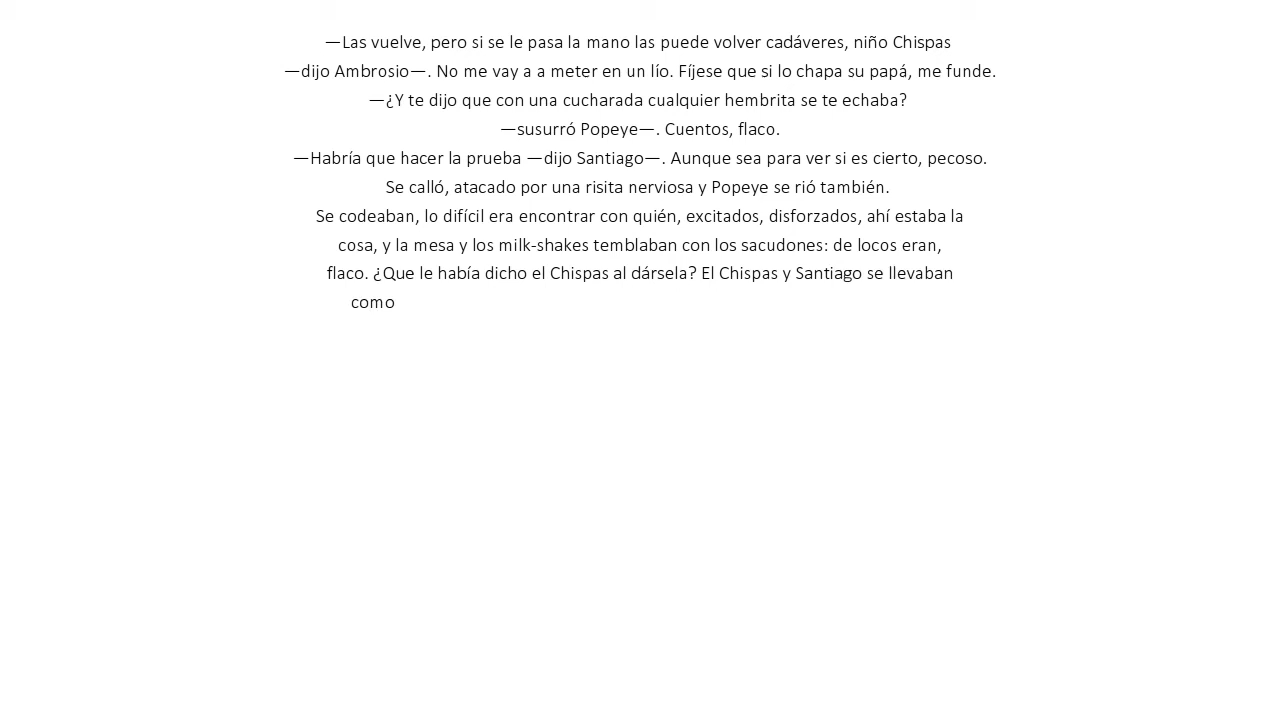 —Las vuelve, pero si se le pasa la mano las puede volver cadáveres, niño Chispas
—dijo Ambrosio—. No me vay a a meter en un lío. Fíjese que si lo chapa su papá, me funde.
—¿Y te dijo que con una cucharada cualquier hembrita se te echaba?
—susurró Popeye—. Cuentos, flaco.
—Habría que hacer la prueba —dijo Santiago—. Aunque sea para ver si es cierto, pecoso.
Se calló, atacado por una risita nerviosa y Popeye se rió también.
Se codeaban, lo difícil era encontrar con quién, excitados, disforzados, ahí estaba la
cosa, y la mesa y los milk-shakes temblaban con los sacudones: de locos eran,
flaco. ¿Que le había dicho el Chispas al dársela? El Chispas y Santiago se llevaban
como